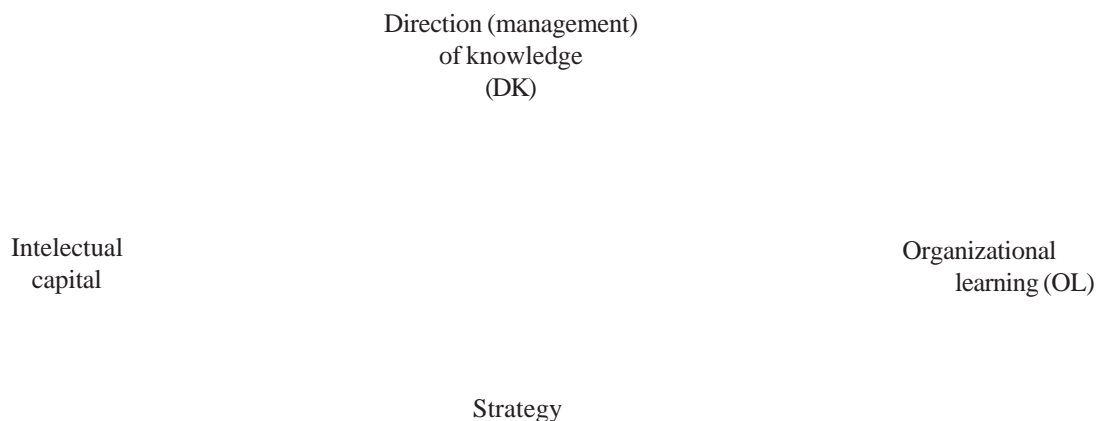 Direction (management)
of knowledge
(DK)
Intelectual
capital
Organizational
learning (OL)
Strategy